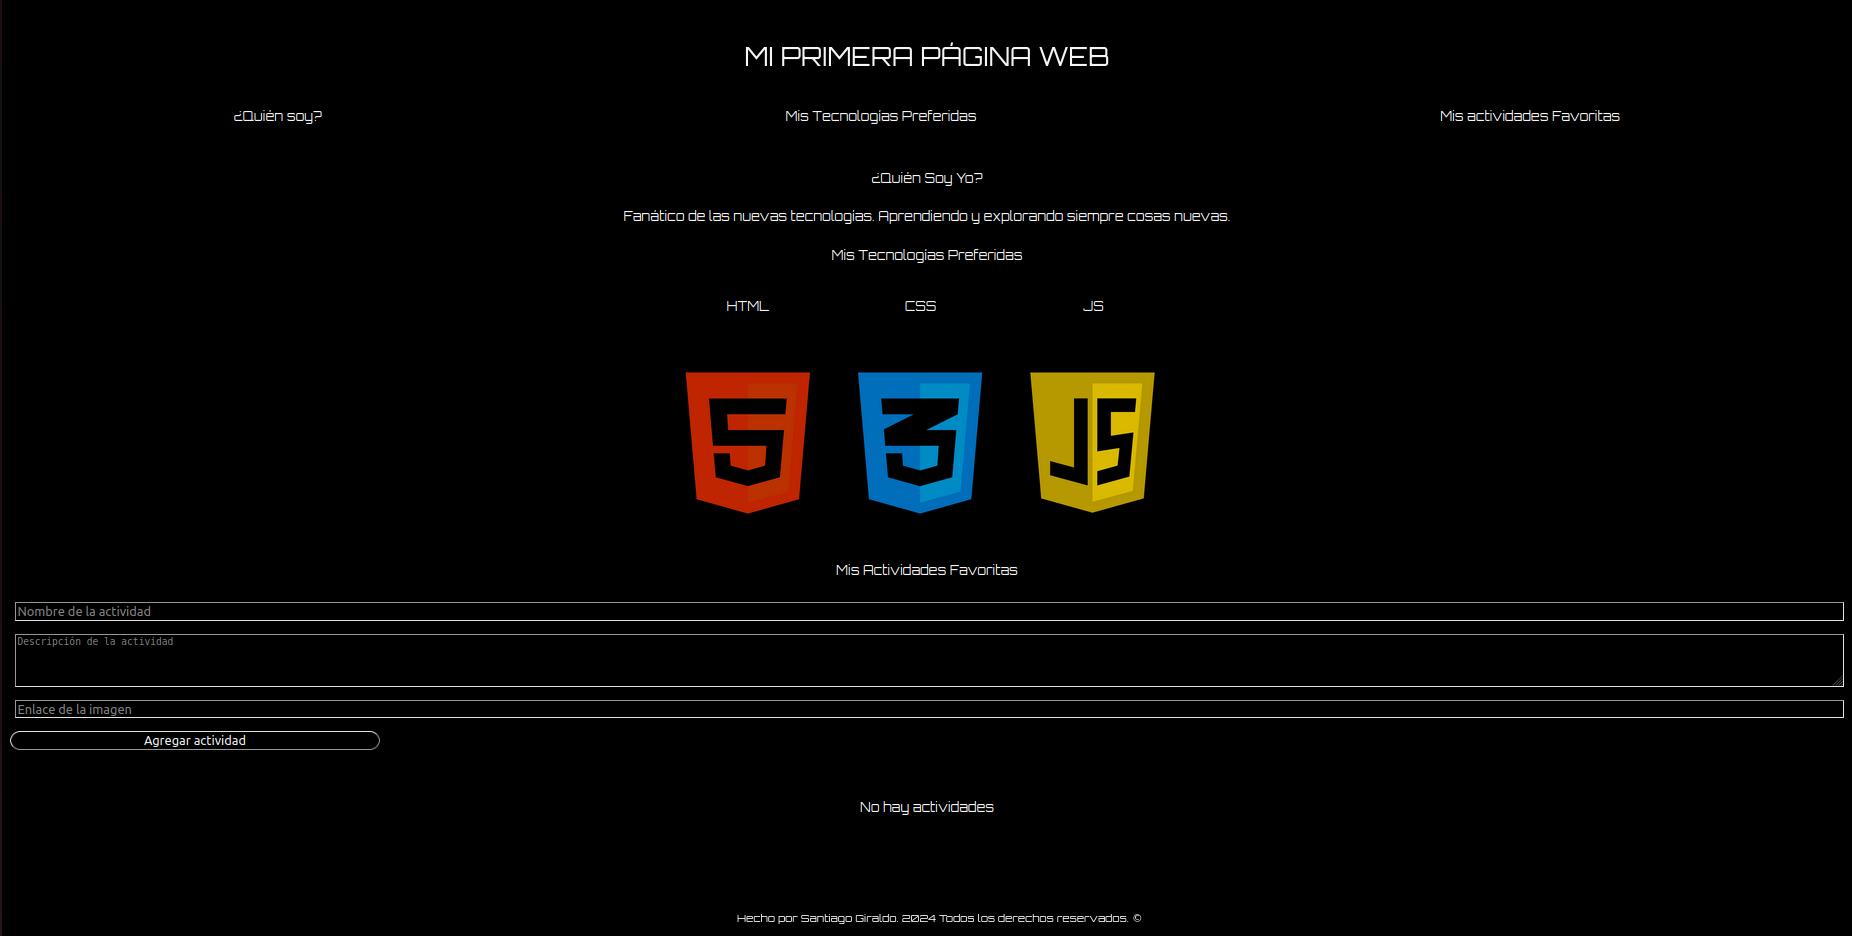 MI PRIMERA PÁGINA WEB
¿Quién soy? Mis Tecnologías Preferidas Mis actividades Favoritas
¿Quién Soy Yo?
Fanático de las nuevas tecnologías. Aprendiendo y explorando siempre cosas nuevas.
Mis Tecnologías Preferidas
HTML CSS JS
5 3 JS
Mis Actividades Favoritas
Nombre de la actividad
Descripción de la actividad
Enlace de la imagen
Agregar actividad
No hay actividades
Hecho por Santiago Giraldo. 2024 Todos los derechos reservados. ©